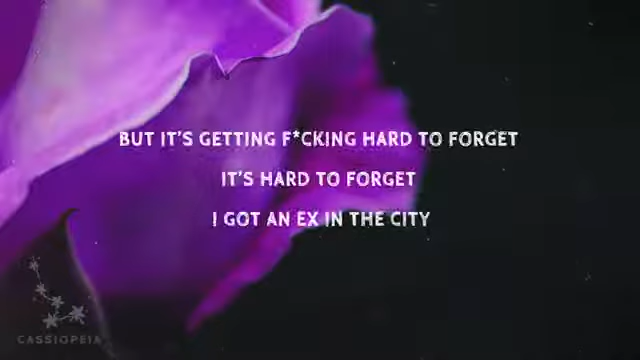 BUT IT'S GETTING F*CKING HARD TO FORGET
IT'S HARD TO FORGET
I GOT AN EX IN THE CITY
CASSIOPEIA